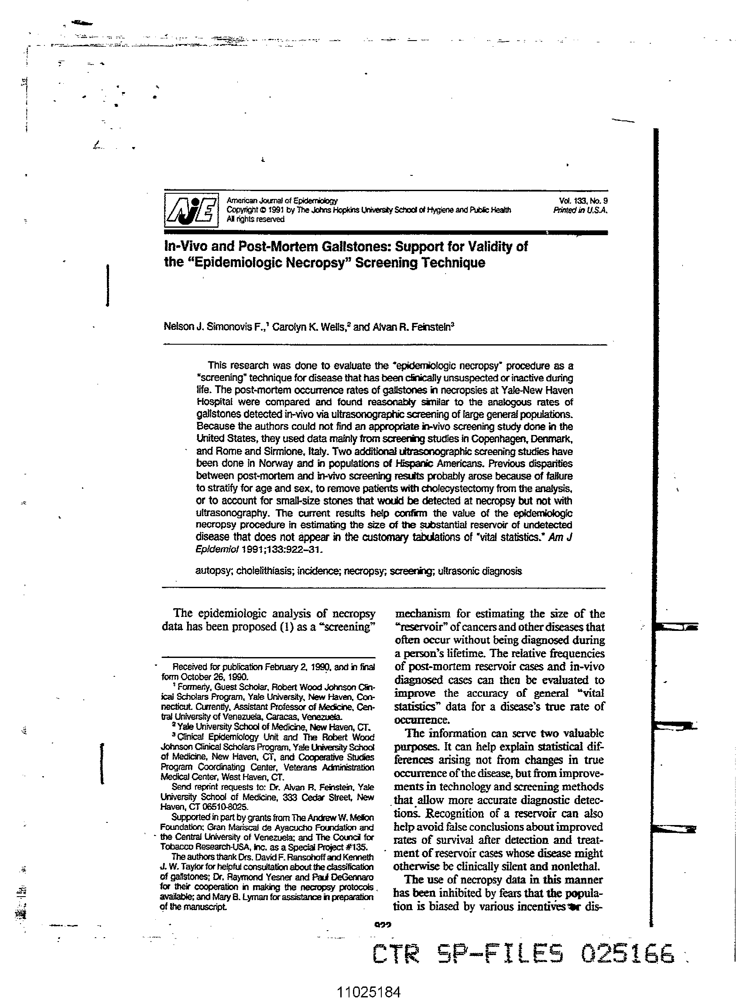 AJE
American Journal of Epidemiology
Copyright © 1991 by The Johns Hopkins University School of Hygiene and Public Health
All rights reserved
Vol. 133, No. 9
Printed in U.S.A.
In-Vivo and Post-Mortem Gallstones: Support for Validity of
the “Epidemiologic Necropsy” Screening Technique
Nelson J. Simonovis F.,¹ Carolyn K. Wells,² and Alvan R. Feinstein³
This research was done to evaluate the "epidemiologic necropsy" procedure as a
"screening" technique for disease that has been clinically unsuspected or inactive during
life. The post-mortem occurrence rates of gallstones in necropsies at Yale-New Haven
Hospital were compared and found reasonably similar to the analogous rates of
gallstones detected in-vivo via ultrasonographic screening of large general populations.
Because the authors could not find an appropriate in-vivo screening study done in the
United States, they used data mainly from screening studies in Copenhagen, Denmark,
and Rome and Sirmione, Italy. Two additional ultrasonographic screening studies have
been done in Norway and in populations of Hispanic Americans. Previous disparities
between post-mortem and in-vivo screening results probably arose because of failure
to stratify for age and sex, to remove patients with cholecystectomy from the analysis,
or to account for small-size stones that would be detected at necropsy but not with
ultrasonography. The current results help confirm the value of the epidemiologic
necropsy procedure in estimating the size of the substantial reservoir of undetected
disease that does not appear in the customary tabulations of "vital statistics." Am J
Epidemiol 1991;133:922–31.
autopsy; cholelithiasis; incidence; necropsy; screening; ultrasonic diagnosis
The epidemiologic analysis of necropsy
data has been proposed (1) as a “screening”
Received for publication February 2, 1990, and in final
form October 26, 1990.
¹ Formerly, Guest Scholar, Robert Wood Johnson Clin-
ical Scholars Program, Yale University, New Haven, Con-
necticut. Currently, Assistant Professor of Medicine, Cen-
tral University of Venezuela, Caracas, Venezuela.
² Yale University School of Medicine, New Haven, CT.
³ Clinical Epidemiology Unit and The Robert Wood
Johnson Clinical Scholars Program, Yale University School
of Medicine, New Haven, CT, and Cooperative Studies
Program Coordinating Center, Veterans Administration
Medical Center, West Haven, CT.
Send reprint requests to: Dr. Alvan R. Feinstein, Yale
University School of Medicine, 333 Cedar Street, New
Haven, CT 06510-8025.
Supported in part by grants from The Andrew W. Mellon
Foundation; Gran Mariscal de Ayacucho Foundation and
the Central University of Venezuela; and The Council for
Tobacco Research-USA, Inc. as a Special Project #135.
The authors thank Drs. David F. Ransohoff and Kenneth
J. W. Taylor for helpful consultation about the classification
of gallstones; Dr. Raymond Yesner and Paul DeGennaro
for their cooperation in making the necropsy protocols
available; and Mary B. Lyman for assistance in preparation
of the manuscript.
mechanism for estimating the size of the
“reservoir” of cancers and other diseases that
often occur without being diagnosed during
a person's lifetime. The relative frequencies
of post-mortem reservoir cases and in-vivo
diagnosed cases can then be evaluated to
improve the accuracy of general “vital
statistics” data for a disease's true rate of
occurrence.
The information can serve two valuable
purposes. It can help explain statistical dif-
ferences arising not from changes in true
occurrence of the disease, but from improve-
ments in technology and screening methods
that allow more accurate diagnostic detec-
tions. Recognition of a reservoir can also
help avoid false conclusions about improved
rates of survival after detection and treat-
ment of reservoir cases whose disease might
otherwise be clinically silent and nonlethal.
The use of necropsy data in this manner
has been inhibited by fears that the popula-
tion is biased by various incentives or dis-
922
CTR SP-FILES 025166
11025184